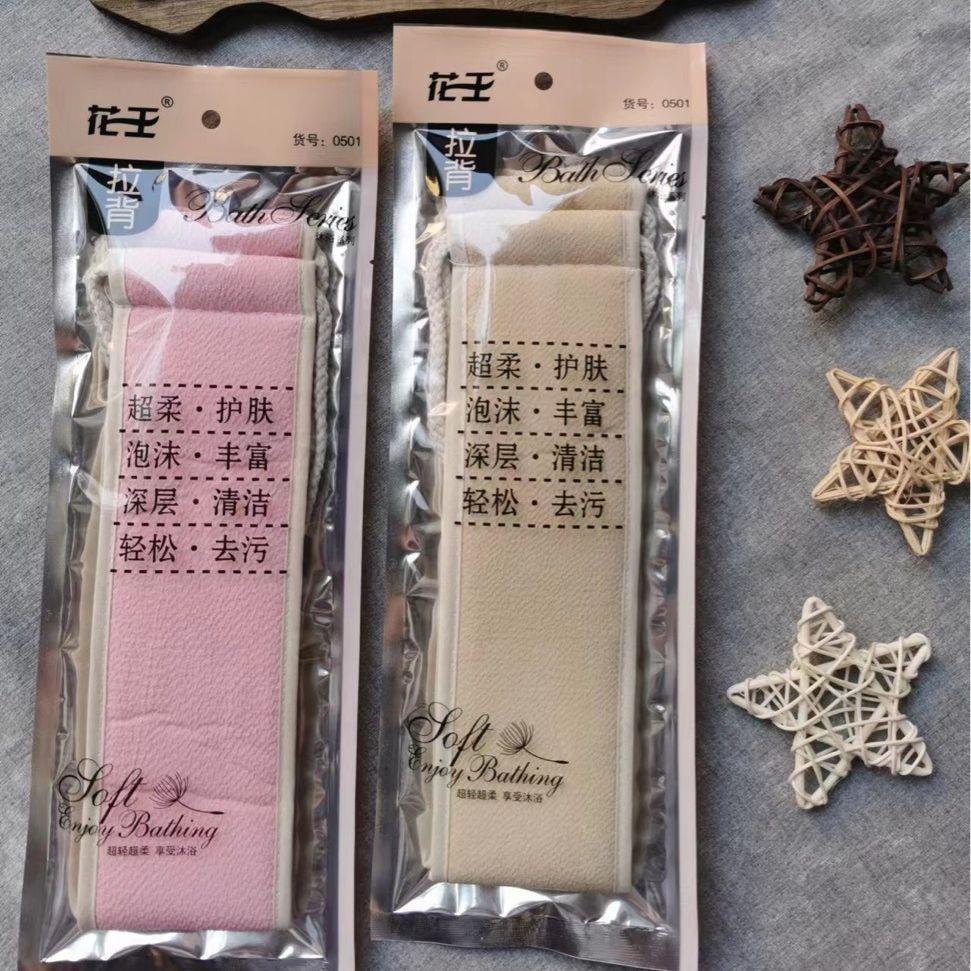 花王®
货号：0501
拉背
Bath Series
超柔·护肤
泡沫·丰富
深层·清洁
轻松·去污
Soft
Enjoy Bathing
超轻超柔 享受沐浴
花王®
货号：0501
拉背
Bath Series
超柔·护肤
泡沫·丰富
深层·清洁
轻松·去污
Soft
Enjoy Bathing
超轻超柔 享受沐浴